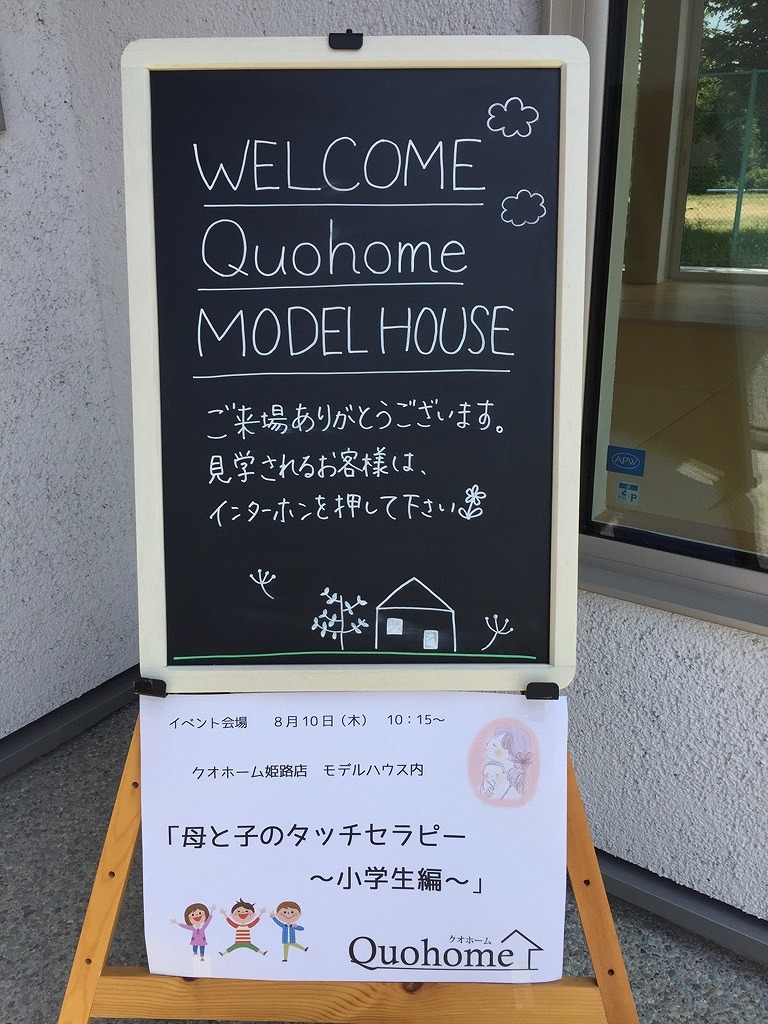 WELCOME
Quohome
MODEL HOUSE
ご来場ありがとうございます。
見学されるお客様は、
インターホンを押して下さい
APW
イベント会場 8月10日（木） 10：15～
クオホーム姫路店 モデルハウス内
「母と子のタッチセラピー
～小学生編～」
クオホーム
Quohome